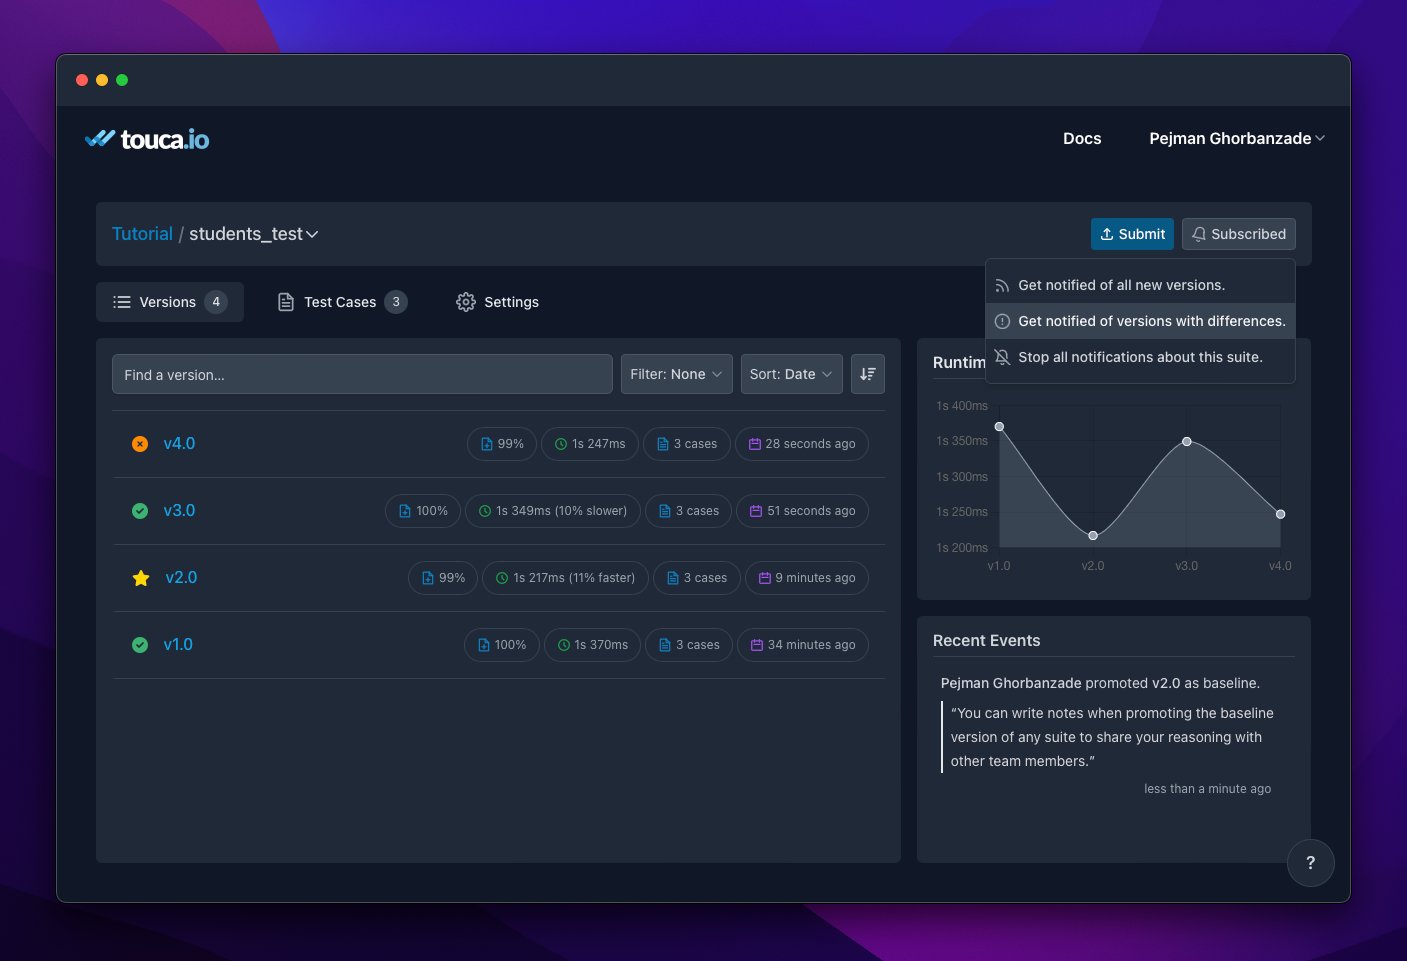 touca.io
Docs
Pejman Ghorbanzade
Tutorial / students_test
Submit
Subscribed
Get notified of all new versions.
Get notified of versions with differences.
Stop all notifications about this suite.
Versions 4
Test Cases 3
Settings
Find a version...
Filter: None
Sort: Date
v4.0 99% 1s 247ms 3 cases 28 seconds ago
v3.0 100% 1s 349ms (10% slower) 3 cases 51 seconds ago
v2.0 99% 1s 217ms (11% faster) 3 cases 9 minutes ago
v1.0 100% 1s 370ms 3 cases 34 minutes ago
Runtim
1s 400ms
1s 350ms
1s 300ms
1s 250ms
1s 200ms
v1.0 v2.0 v3.0 v4.0
Recent Events
Pejman Ghorbanzade promoted v2.0 as baseline.
“You can write notes when promoting the baseline
version of any suite to share your reasoning with
other team members.”
less than a minute ago
?